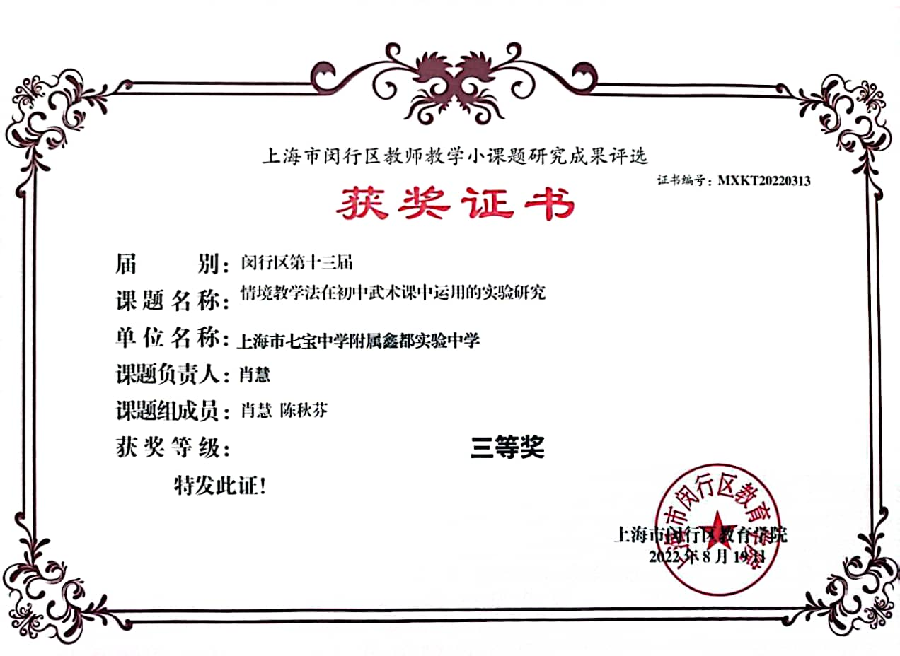 上海市闵行区教师教学小课题研究成果评选
证书编号：MXKT20220313
获奖证书
届 别：闵行区第十三届
课题名称：情境教学法在初中武术课中运用的实验研究
单位名称：上海市七宝中学附属鑫都实验中学
课题负责人：肖慧
课题组成员：肖慧 陈秋芬
获奖等级： 三等奖
特发此证！
上海市闵行区教育学院
上海市闵行区教育学院
2022年8月